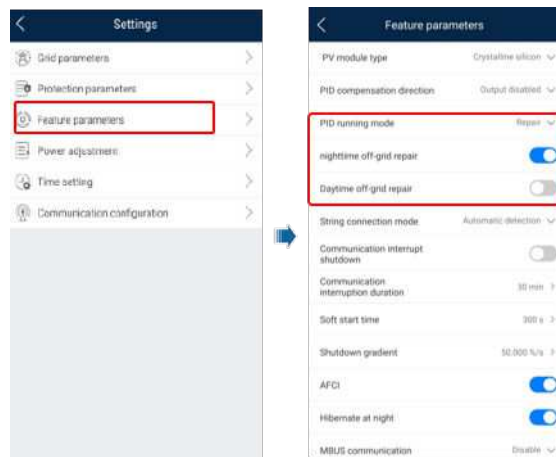 Settings
Grid parameters
Protection parameters
Feature parameters
Power adjustment
Time setting
Communication configuration
Feature parameters
PV module type
Crystalline silicon
PID compensation direction
Output disabled
PID running mode
Repair
nighttime off-grid repair
Daytime off-grid repair
String connection mode
Automatic detection
Communication interrupt
shutdown
Communication
interruption duration
30 min
Soft start time
300 s
Shutdown gradient
50.000 %/s
AFCI
Hibernate at night
MBUS communication
Disable